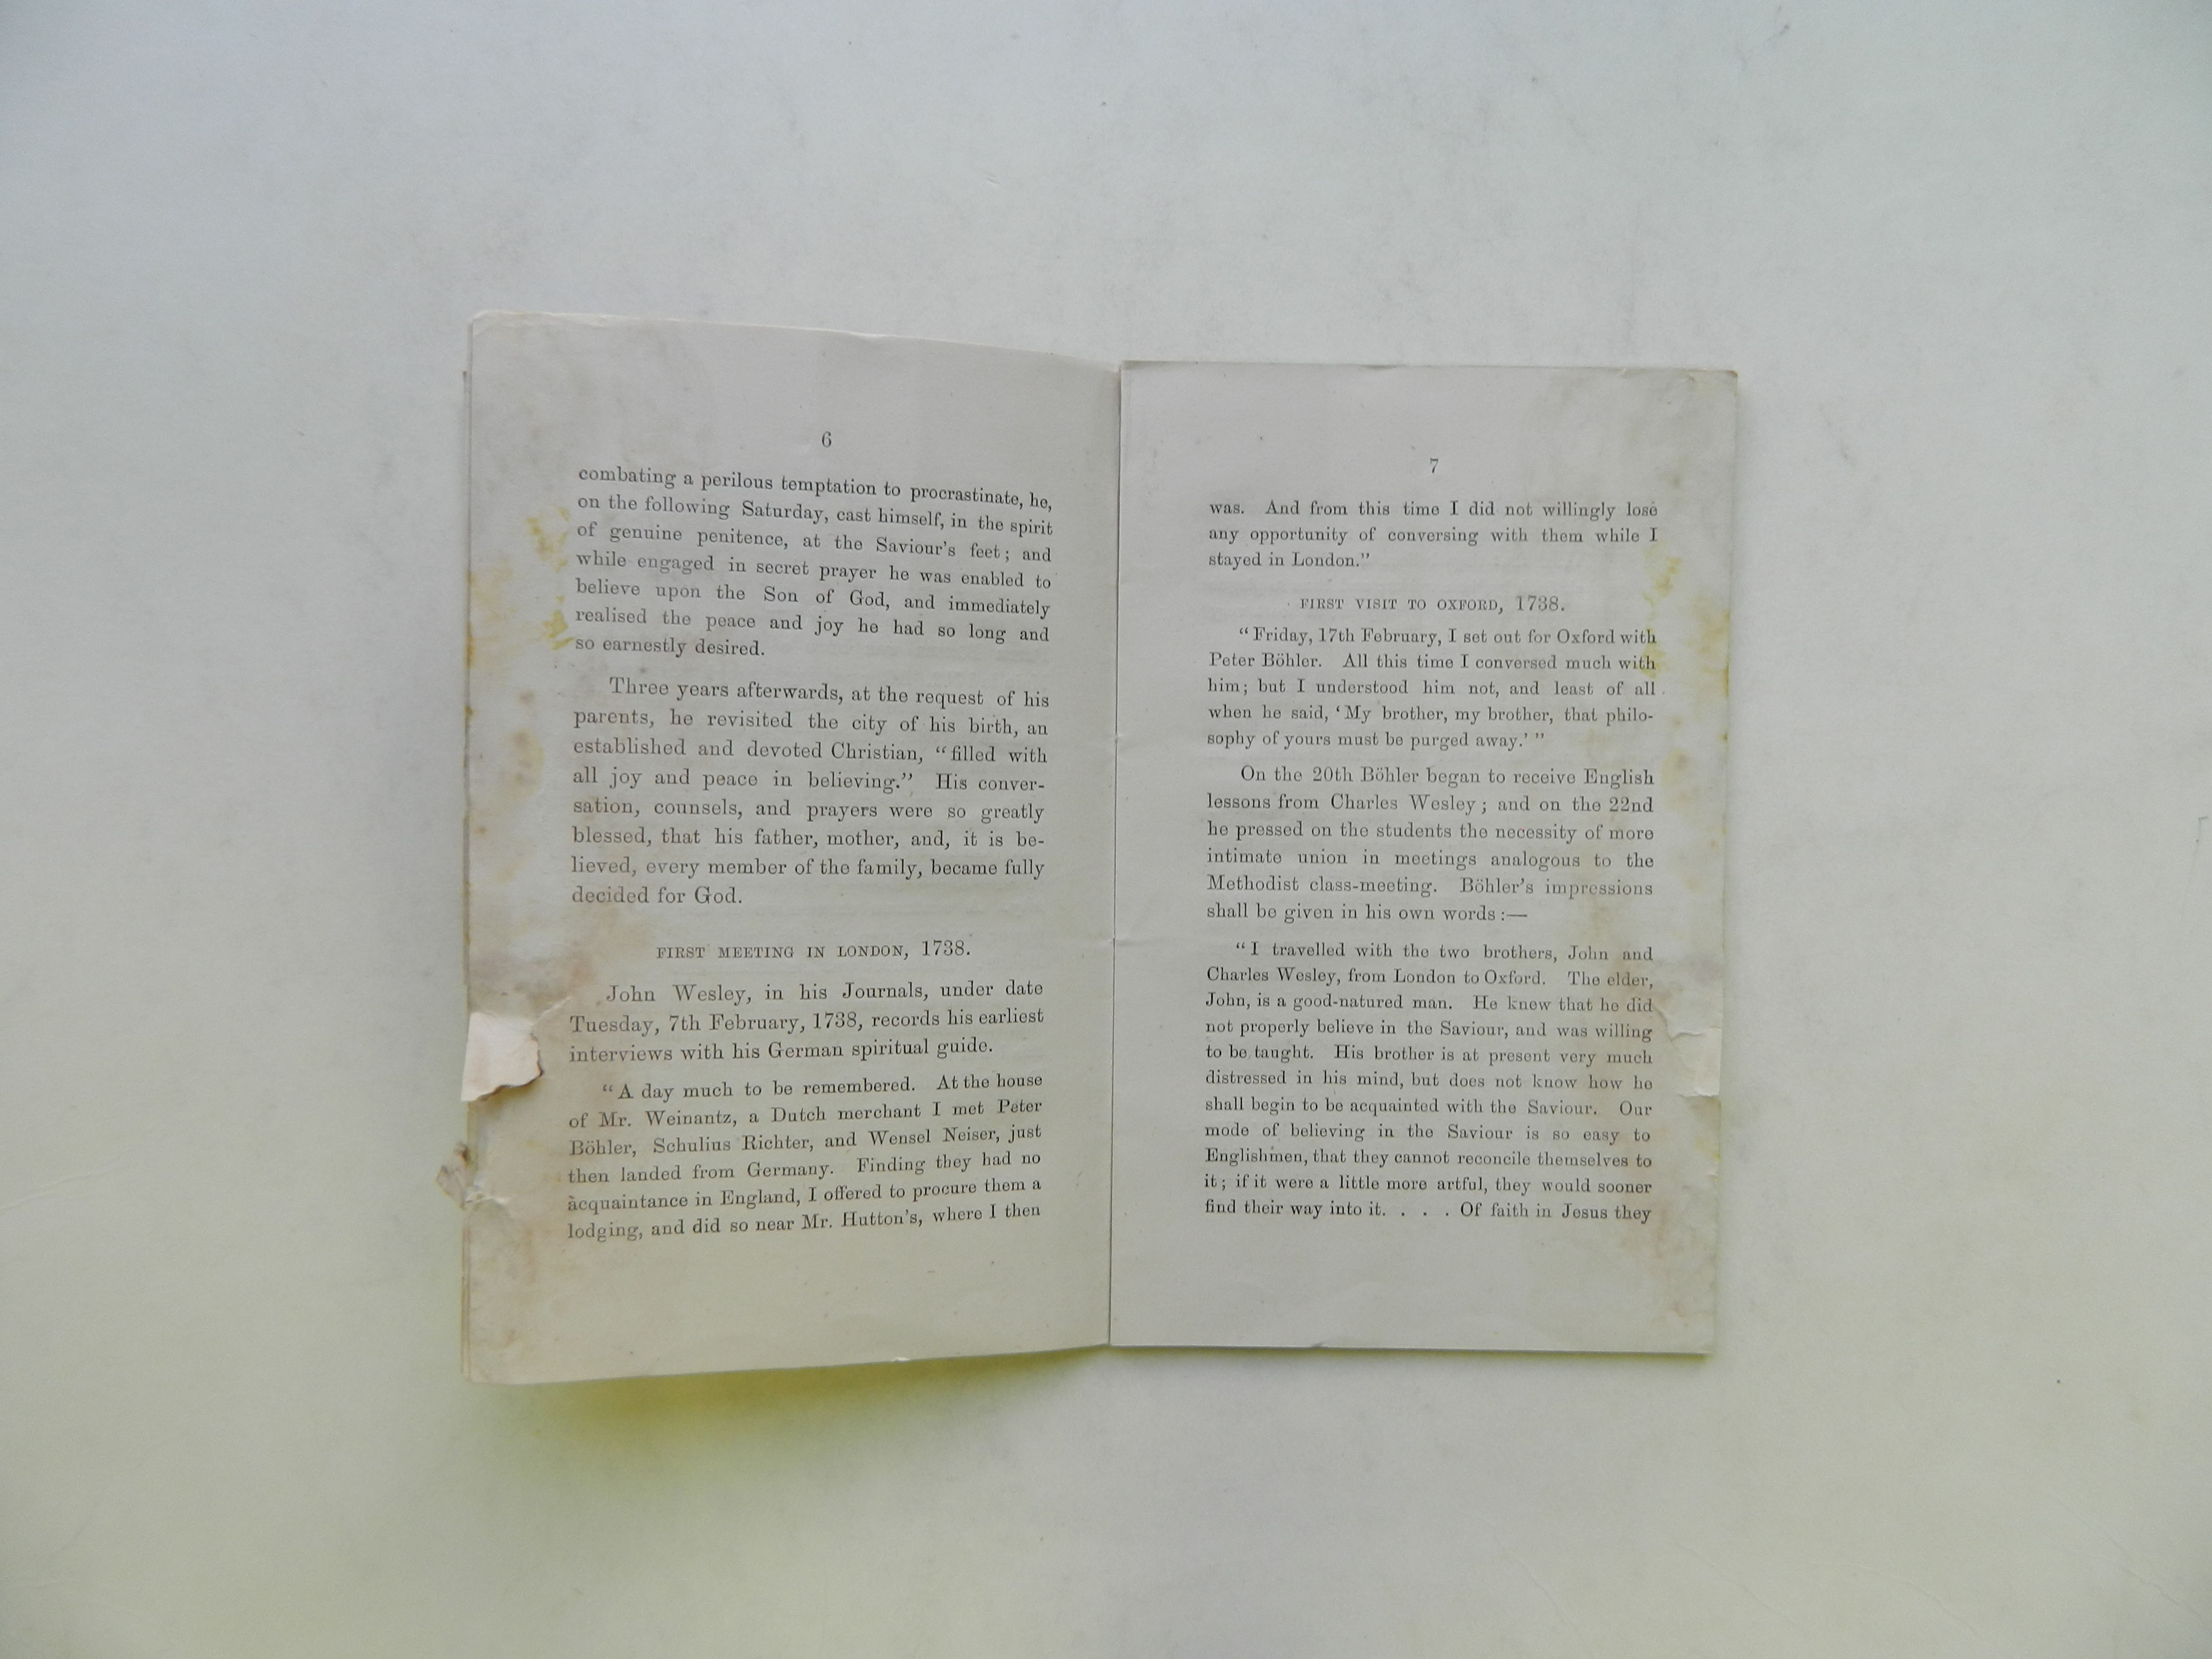 6
combating a perilous temptation to procrastinate, he,
on the following Saturday, cast himself, in the spirit
of genuine penitence, at the Saviour's feet; and
while engaged in secret prayer he was enabled to
believe upon the Son of God, and immediately
realised the peace and joy he had so long and
so earnestly desired.
Three years afterwards, at the request of his
parents, he revisited the city of his birth, an
established and devoted Christian, "filled with
all joy and peace in believing." His conver-
sation, counsels, and prayers were so greatly
blessed, that his father, mother, and, it is be-
lieved, every member of the family, became fully
decided for God.
FIRST MEETING IN LONDON, 1738.
John Wesley, in his Journals, under date
Tuesday, 7th February, 1738, records his earliest
interviews with his German spiritual guide.
"A day much to be remembered. At the house
of Mr. Weinantz, a Dutch merchant I met Peter
Böhler, Schulius Richter, and Wensel Neiser, just
then landed from Germany. Finding they had no
acquaintance in England, I offered to procure them a
lodging, and did so near Mr. Hutton's, where I then
7
was. And from this time I did not willingly lose
any opportunity of conversing with them while I
stayed in London."
FIRST VISIT TO OXFORD, 1738.
"Friday, 17th February, I set out for Oxford with
Peter Böhler. All this time I conversed much with
him; but I understood him not, and least of all
when he said, 'My brother, my brother, that philo-
sophy of yours must be purged away.'"
On the 20th Böhler began to receive English
lessons from Charles Wesley; and on the 22nd
he pressed on the students the necessity of more
intimate union in meetings analogous to the
Methodist class-meeting. Böhler's impressions
shall be given in his own words:—
"I travelled with the two brothers, John and
Charles Wesley, from London to Oxford. The elder,
John, is a good-natured man. He knew that he did
not properly believe in the Saviour, and was willing
to be taught. His brother is at present very much
distressed in his mind, but does not know how he
shall begin to be acquainted with the Saviour. Our
mode of believing in the Saviour is so easy to
Englishmen, that they cannot reconcile themselves to
it; if it were a little more artful, they would sooner
find their way into it. . . . Of faith in Jesus they